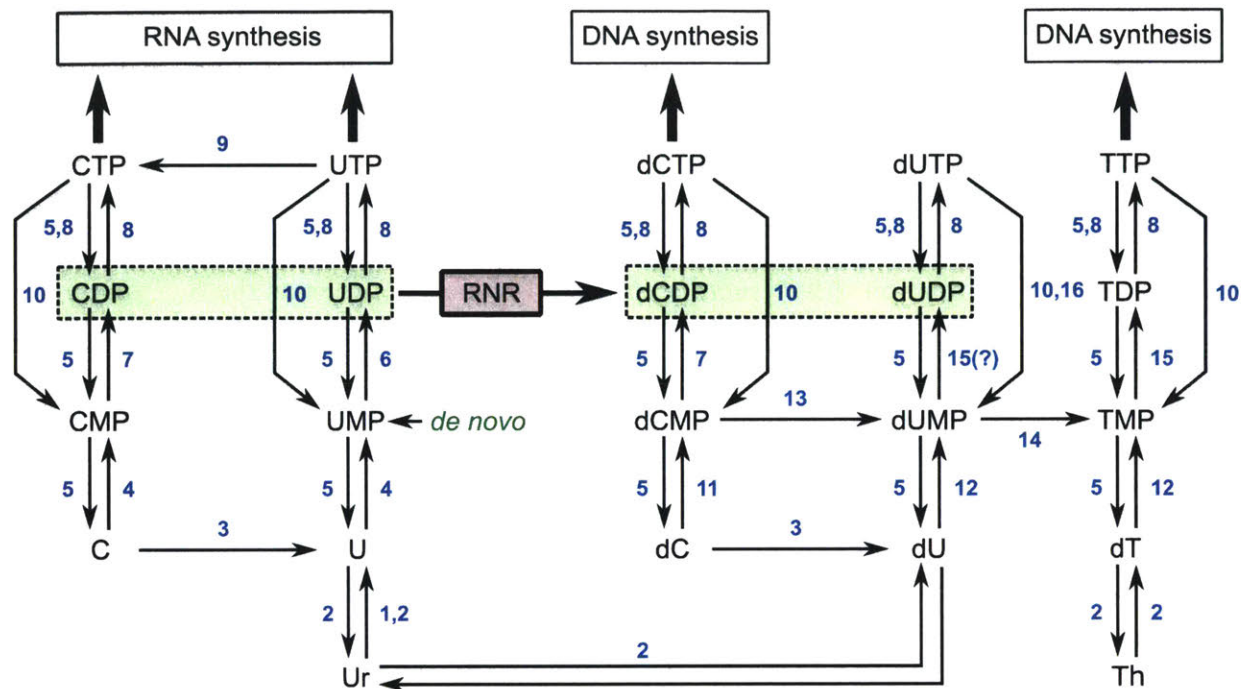 RNA synthesis DNA synthesis DNA synthesis
9
CTP UTP dCTP dUTP TTP
5,8 8 5,8 8 5,8 8 5,8 8 5,8 8
10 CDP 10 UDP RNR dCDP 10 dUDP 10,16 TDP 10
5 7 5 6 5 7 5 15(?) 5 15
CMP UMP de novo dCMP 13 dUMP 14 TMP
5 4 5 4 5 11 5 12 5 12
C 3 U dC 3 dU dT
2 1,2 2 2 2
Ur Th